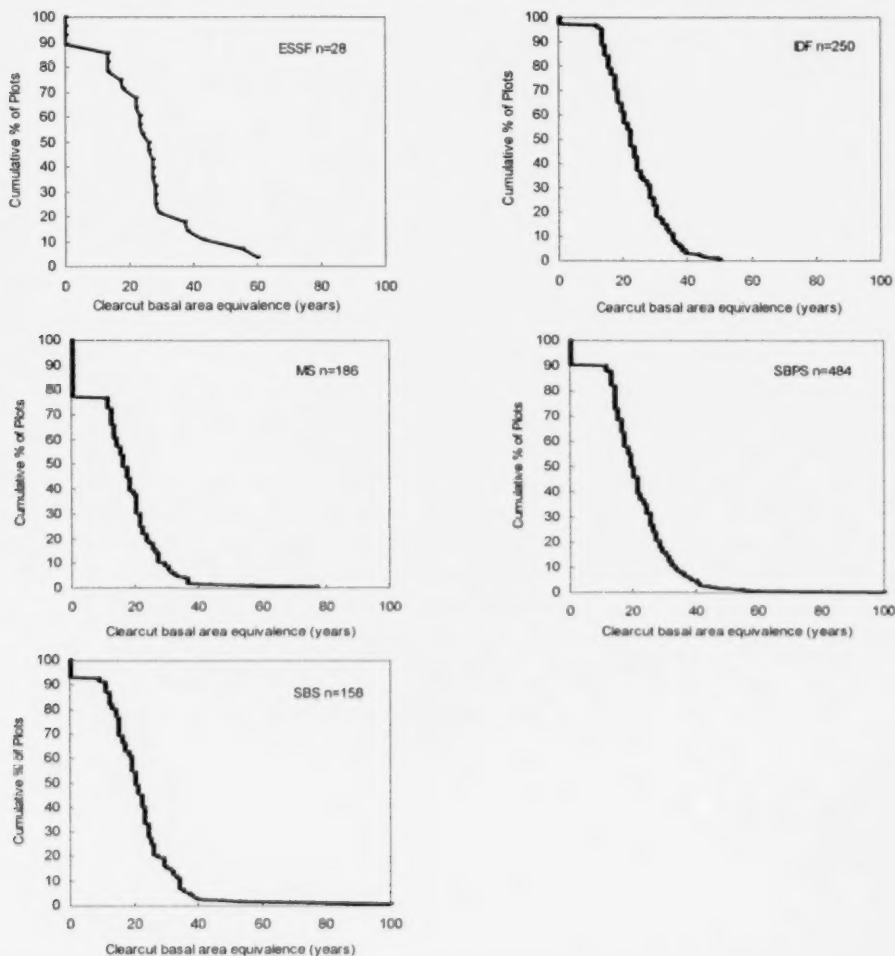 ESSF n=28
Cumulative % of Plots
100
90
80
70
60
50
40
30
20
10
0
0 20 40 60 80 100
Clearcut basal area equivalence (years)
IDF n=250
Cumulative % of Plots
100
90
80
70
60
50
40
30
20
10
0
0 20 40 60 80 100
Clearcut basal area equivalence (years)
MS n=186
Cumulative % of Plots
100
90
80
70
60
50
40
30
20
10
0
0 20 40 60 80 100
Clearcut basal area equivalence (years)
SBPS n=484
Cumulative % of Plots
100
90
80
70
60
50
40
30
20
10
0
0 20 40 60 80 100
Clearcut basal area equivalence (years)
SBS n=158
Cumulative % of Plots
100
90
80
70
60
50
40
30
20
10
0
0 20 40 60 80 100
Clearcut basal area equivalence (years)